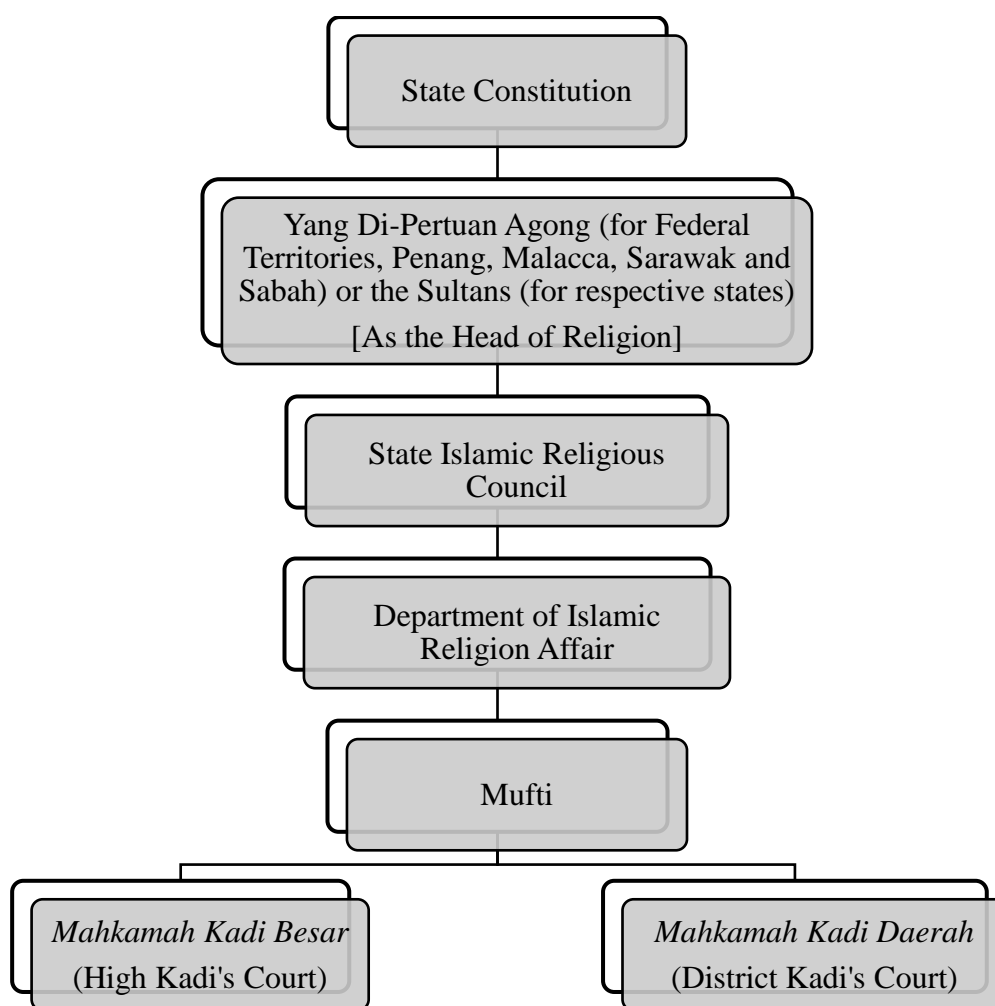 State Constitution
Yang Di-Pertuan Agong (for Federal
Territories, Penang, Malacca, Sarawak and
Sabah) or the Sultans (for respective states)
[As the Head of Religion]
State Islamic Religious
Council
Department of Islamic
Religion Affair
Mufti
Mahkamah Kadi Besar
(High Kadi's Court)
Mahkamah Kadi Daerah
(District Kadi's Court)